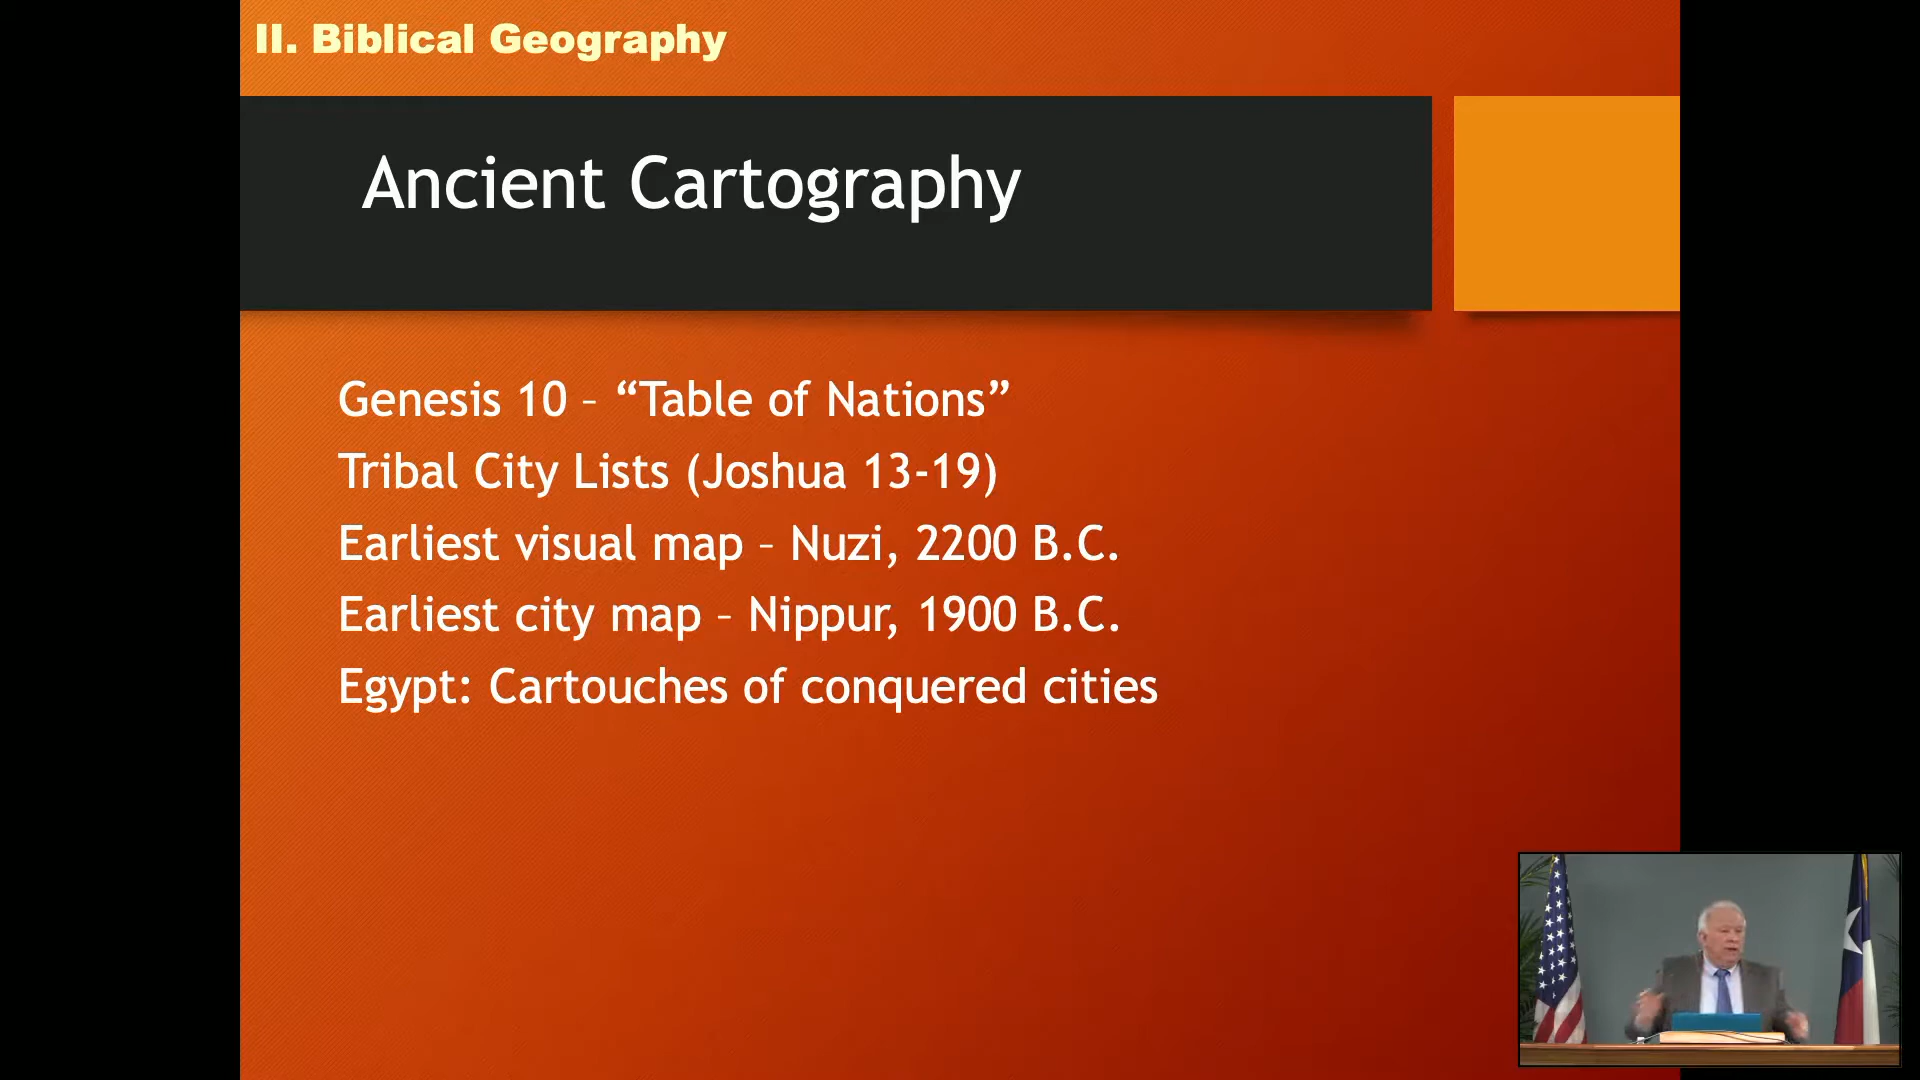 II. Biblical Geography
Ancient Cartography
Genesis 10 – “Table of Nations”
Tribal City Lists (Joshua 13-19)
Earliest visual map – Nuzi, 2200 B.C.
Earliest city map – Nippur, 1900 B.C.
Egypt: Cartouches of conquered cities